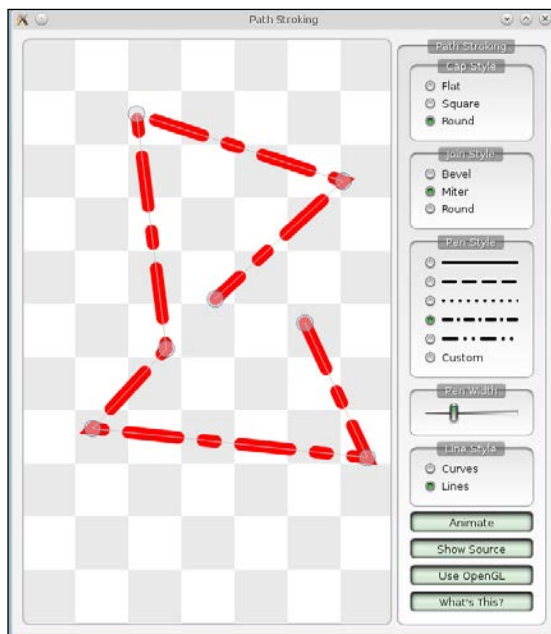 Path Stroking
Path Stroking
Cap Style
Flat
Square
Round
Join Style
Bevel
Miter
Round
Pen Style
Custom
Pen Width
Line Style
Curves
Lines
Animate
Show Source
Use OpenGL
What's This?